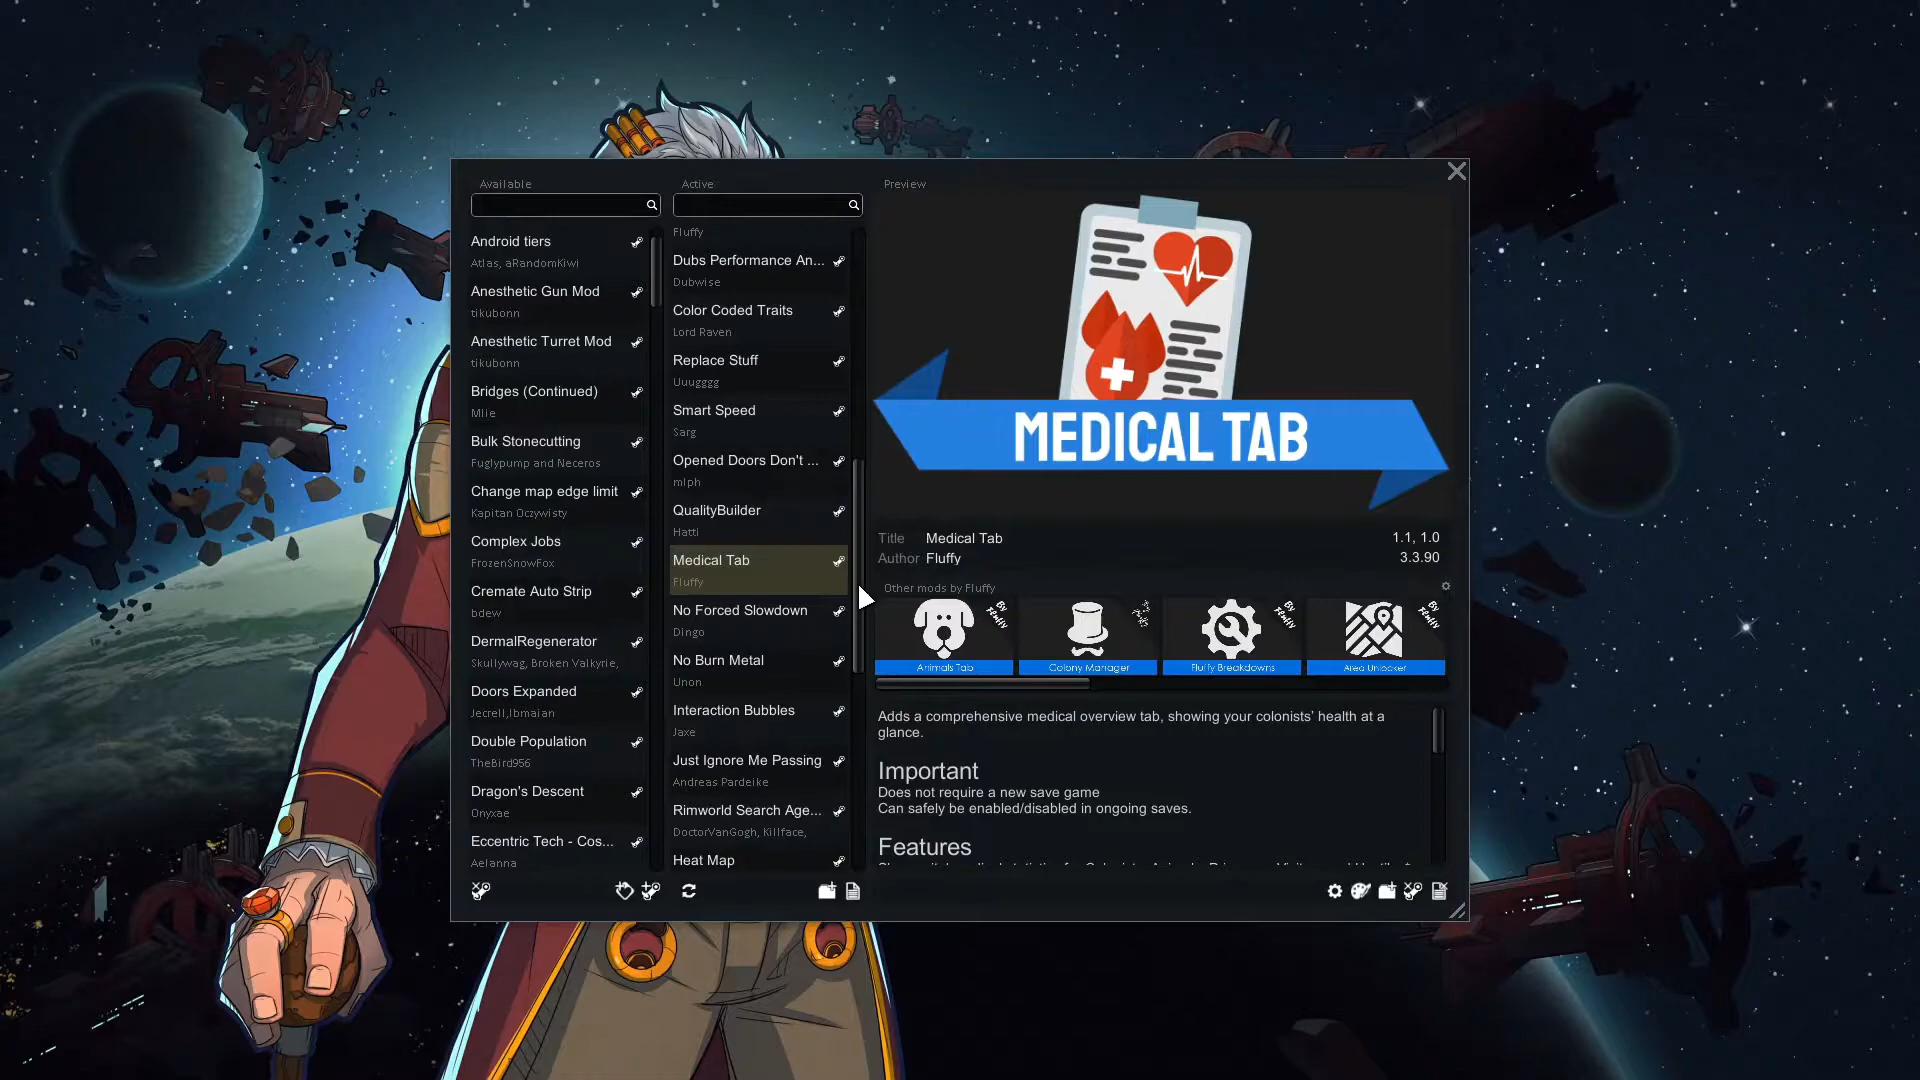 Available
Android tiers
Atlas, aRandomKiwi
Anesthetic Gun Mod
tikubonn
Anesthetic Turret Mod
tikubonn
Bridges (Continued)
Mlie
Bulk Stonecutting
Fuglypump and Neceros
Change map edge limit
Kapitan Oczywisty
Complex Jobs
FrozenSnowFox
Cremate Auto Strip
bdew
DermalRegenerator
Skullywag, Broken Valkyrie,
Doors Expanded
Jecrell,lbmaian
Double Population
TheBird956
Dragon's Descent
Onyxae
Eccentric Tech - Cos...
Aelanna
Active
Fluffy
Dubs Performance An...
Dubwise
Color Coded Traits
Lord Raven
Replace Stuff
Uuugggg
Smart Speed
Sarg
Opened Doors Don't ...
mlph
QualityBuilder
Hatti
Medical Tab
Fluffy
No Forced Slowdown
Dingo
No Burn Metal
Unon
Interaction Bubbles
Jaxe
Just Ignore Me Passing
Andreas Pardeike
Rimworld Search Age...
DoctorVanGogh, Killface,
Heat Map
Preview
MEDICAL TAB
Title Medical Tab 1.1, 1.0
Author Fluffy 3.3.90
Other mods by Fluffy
By Fluffy
By Fluffy
By Fluffy
Animals Tab
Colony Manager
Fluffy Breakdowns
Area Unlocker
Adds a comprehensive medical overview tab, showing your colonists' health at a
glance.
Important
Does not require a new save game
Can safely be enabled/disabled in ongoing saves.
Features